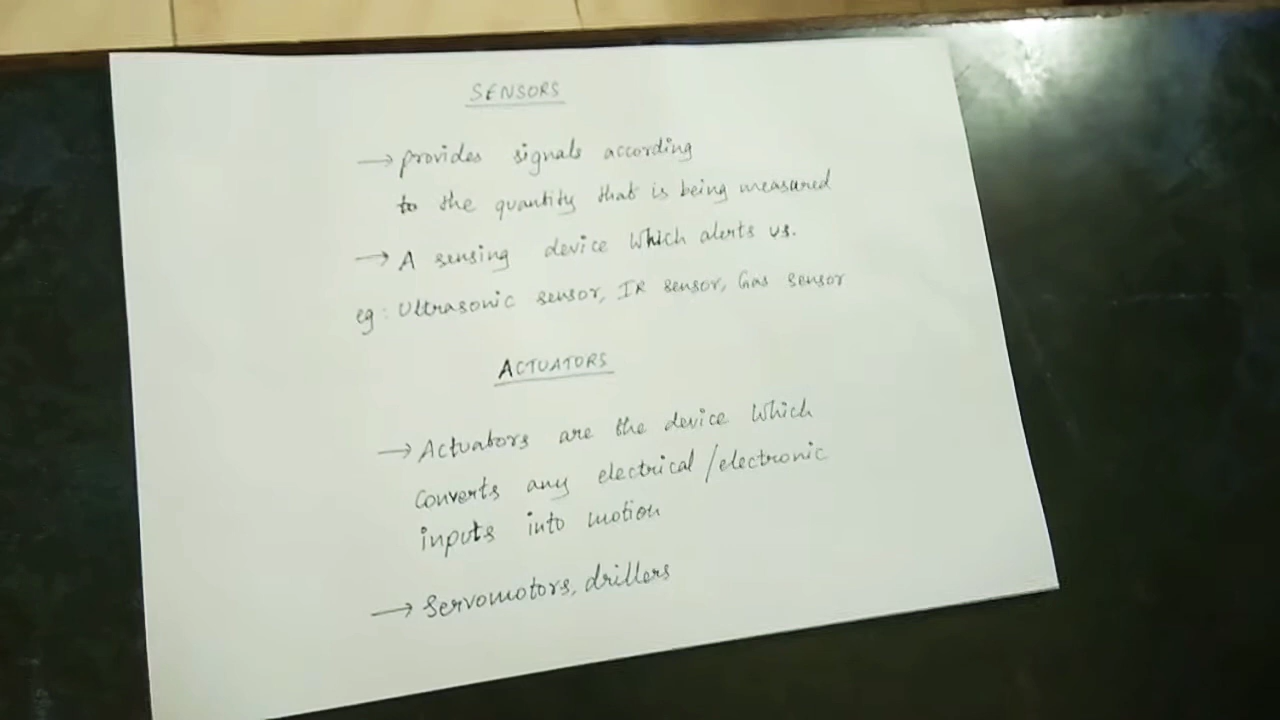 SENSORS
→ provides signals according
to the quantity that is being measured
→ A sensing device which alerts us.
eg: Ultrasonic sensor, IR sensor, Gas sensor
ACTUATORS
→ Actuators are the device which
converts any electrical/electronic
inputs into motion
→ Servomotors, drillers